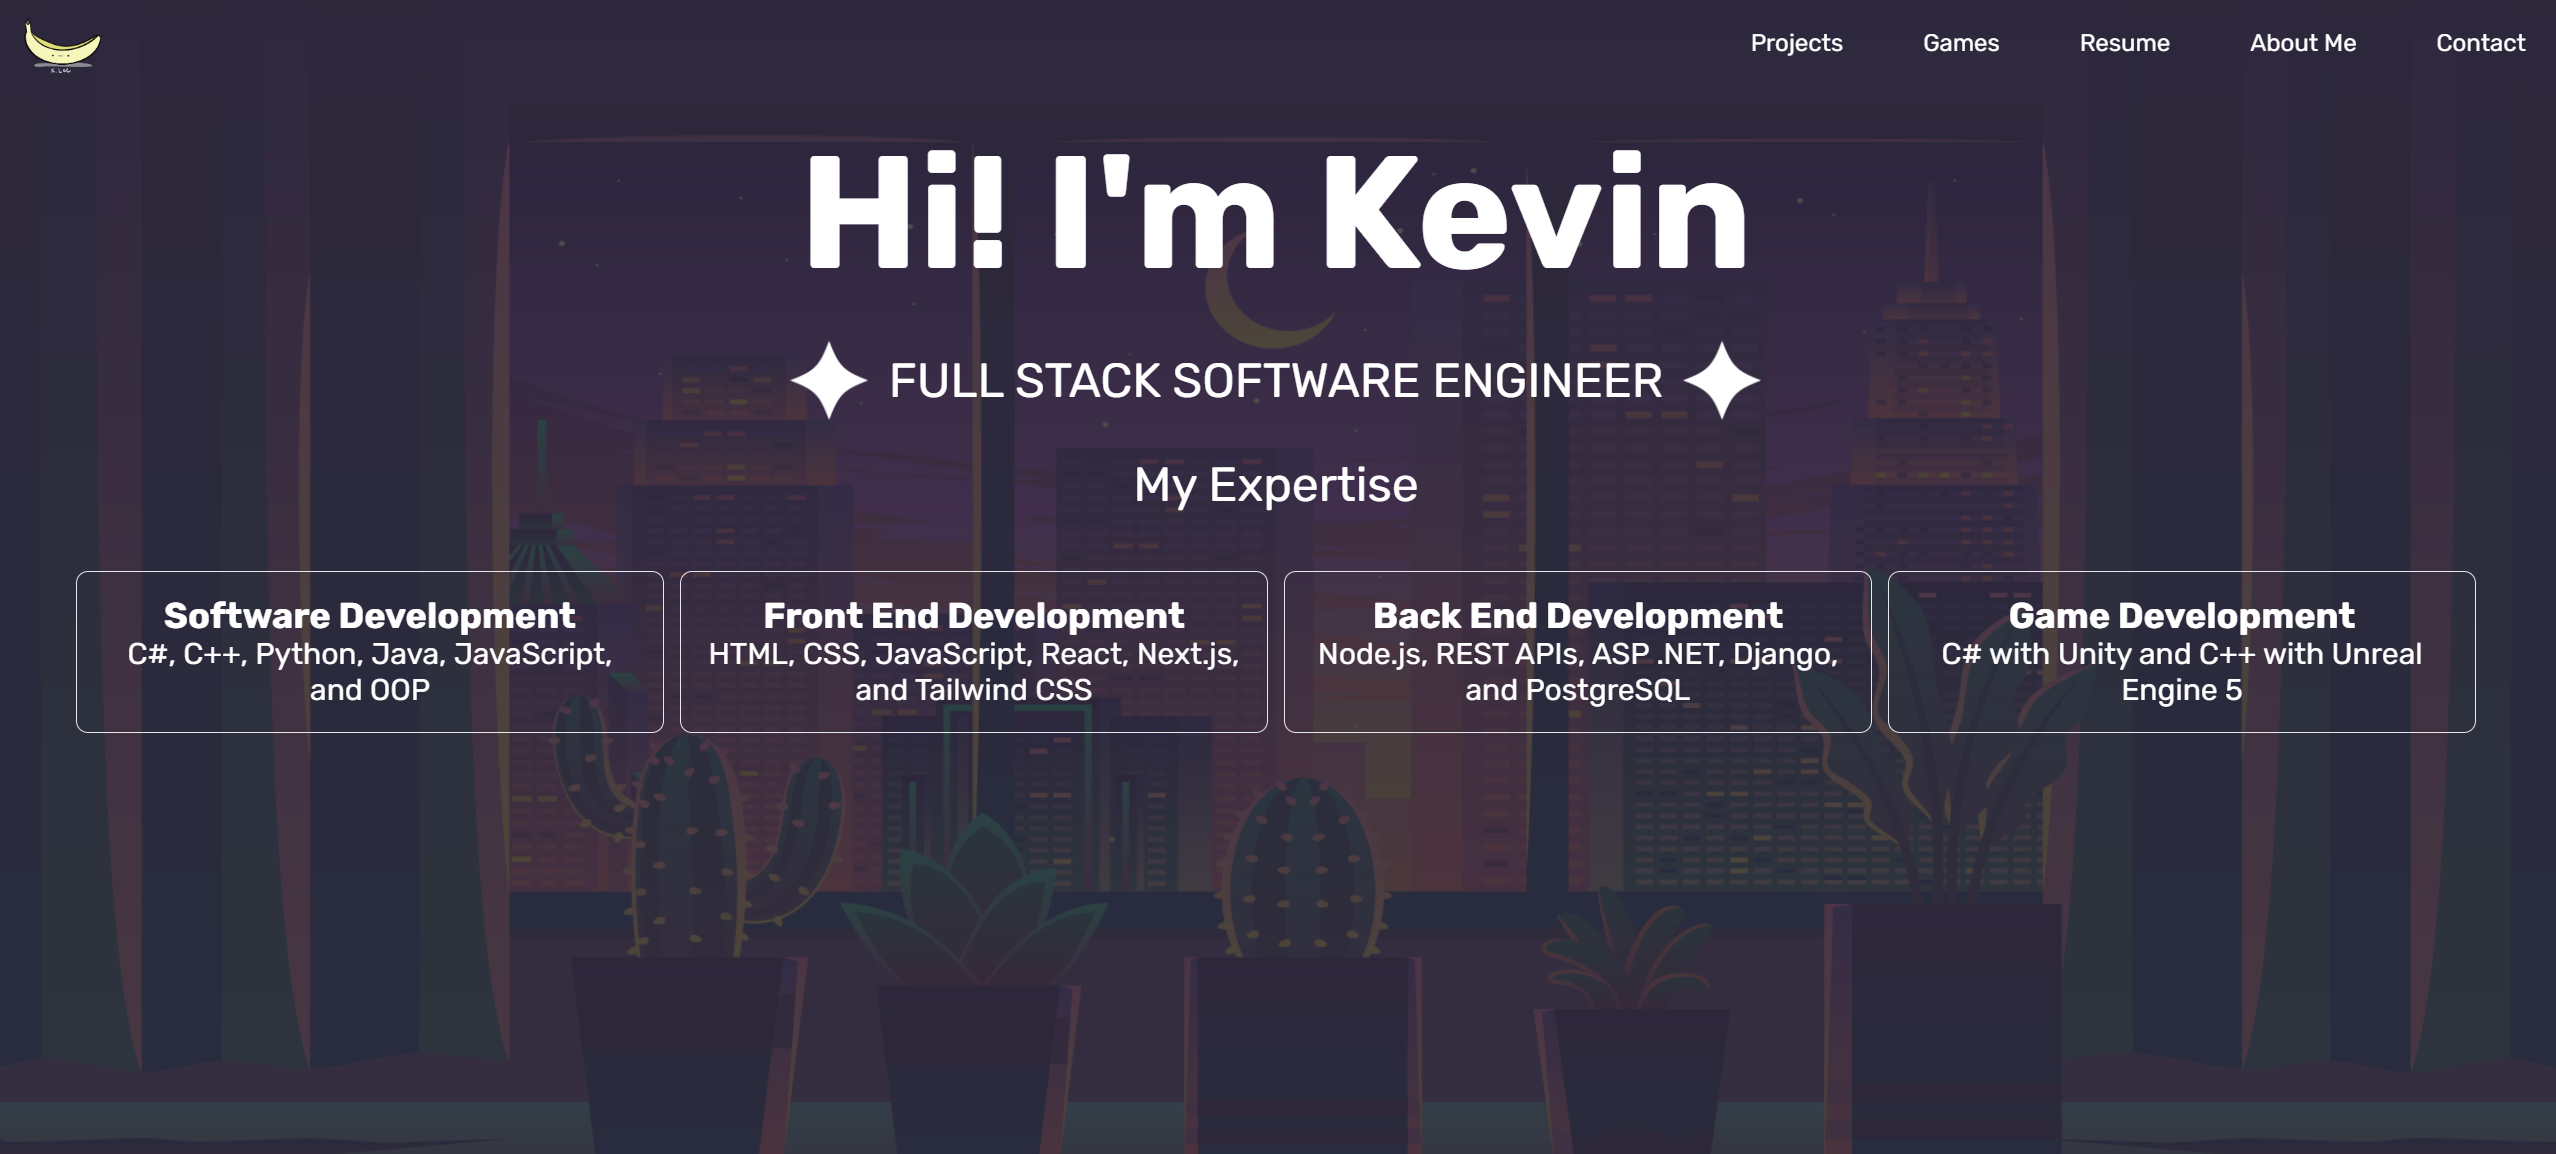 K. Lee
Projects
Games
Resume
About Me
Contact
Hi! I'm Kevin
FULL STACK SOFTWARE ENGINEER
My Expertise
Software Development
C#, C++, Python, Java, JavaScript,
and OOP
Front End Development
HTML, CSS, JavaScript, React, Next.js,
and Tailwind CSS
Back End Development
Node.js, REST APIs, ASP .NET, Django,
and PostgreSQL
Game Development
C# with Unity and C++ with Unreal
Engine 5